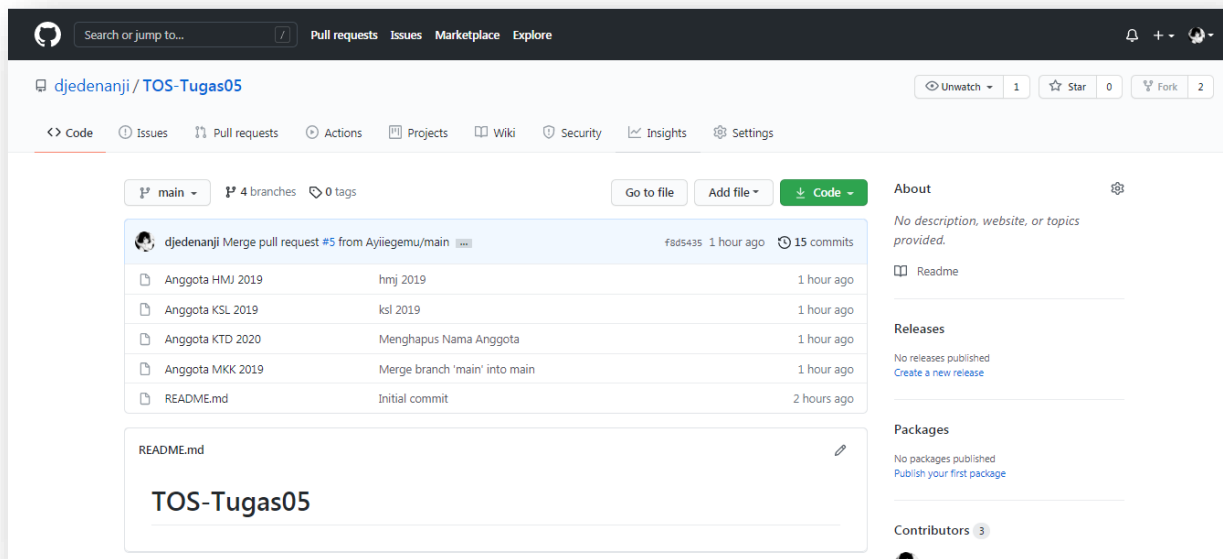 Search or jump to... / Pull requests Issues Marketplace Explore
djedenanji / TOS-Tugas05 Unwatch 1 Star 0 Fork 2
Code Issues Pull requests Actions Projects Wiki Security Insights Settings
main 4 branches 0 tags Go to file Add file Code
djedenanji Merge pull request #5 from Ayiiegemu/main ... f8d5435 1 hour ago 15 commits
Anggota HMJ 2019 hmj 2019 1 hour ago
Anggota KSL 2019 ksl 2019 1 hour ago
Anggota KTD 2020 Menghapus Nama Anggota 1 hour ago
Anggota MKK 2019 Merge branch 'main' into main 1 hour ago
README.md Initial commit 2 hours ago
README.md
TOS-Tugas05
About
No description, website, or topics
provided.
Readme
Releases
No releases published
Create a new release
Packages
No packages published
Publish your first package
Contributors 3